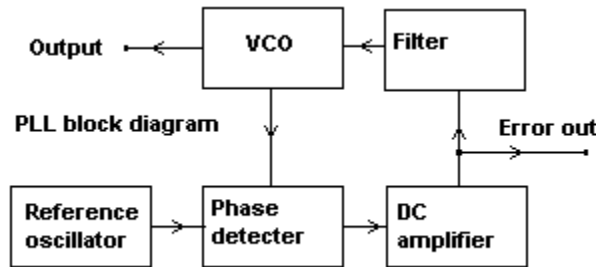 Output
VCO
Filter
PLL block diagram
Error out
Reference
oscillator
Phase
detecter
DC
amplifier